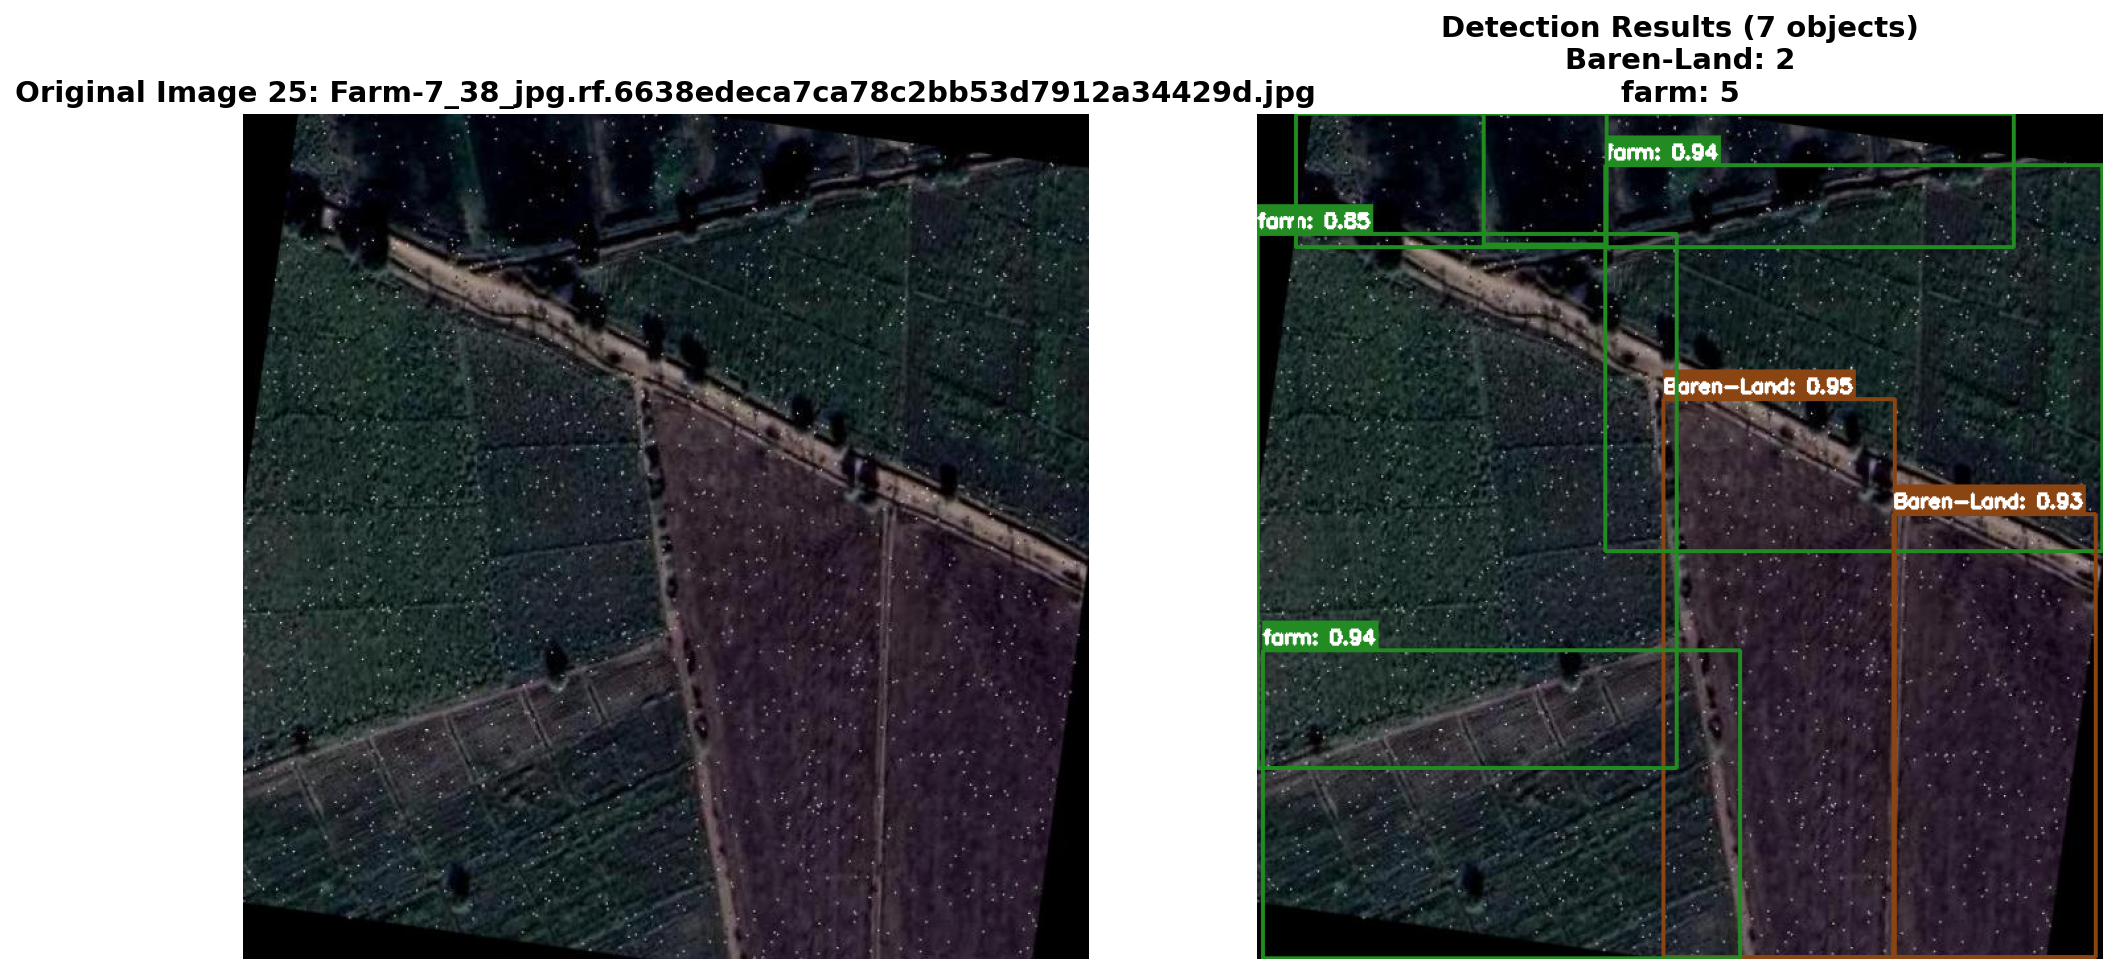 Original Image 25: Farm-7_38_jpg.rf.6638edeca7ca78c2bb53d7912a34429d.jpg
Detection Results (7 objects)
Baren-Land: 2
farm: 5
farm: 0.94
farm: 0.85
Baren-Land: 0.95
Baren-Land: 0.93
farm: 0.94